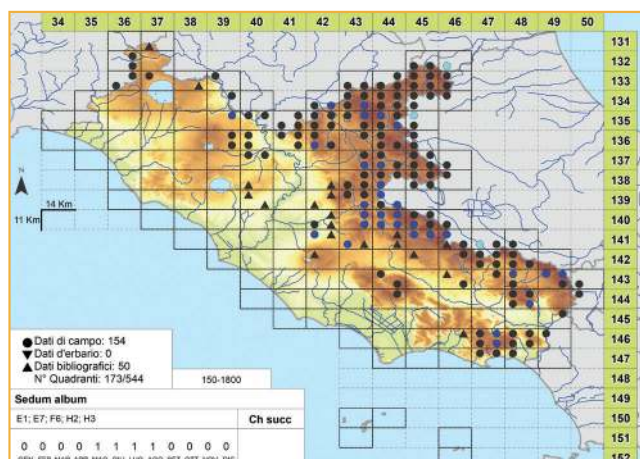 34 35 36 37 38 39 40 41 42 43 44 45 46 47 48 49 50
131
132
133
134
135
136
137
138
139
140
141
142
143
144
145
146
147
148
149
150
151
152
N
14 Km
11 Km
Dati di campo: 154
Dati d'erbario: 0
Dati bibliografici: 50
N° Quadranti: 173/544
150-1800
Sedum album
E1; E7; F6; H2; H3
Ch succ
0 0 0 0 1 1 1 1 0 0 0 0